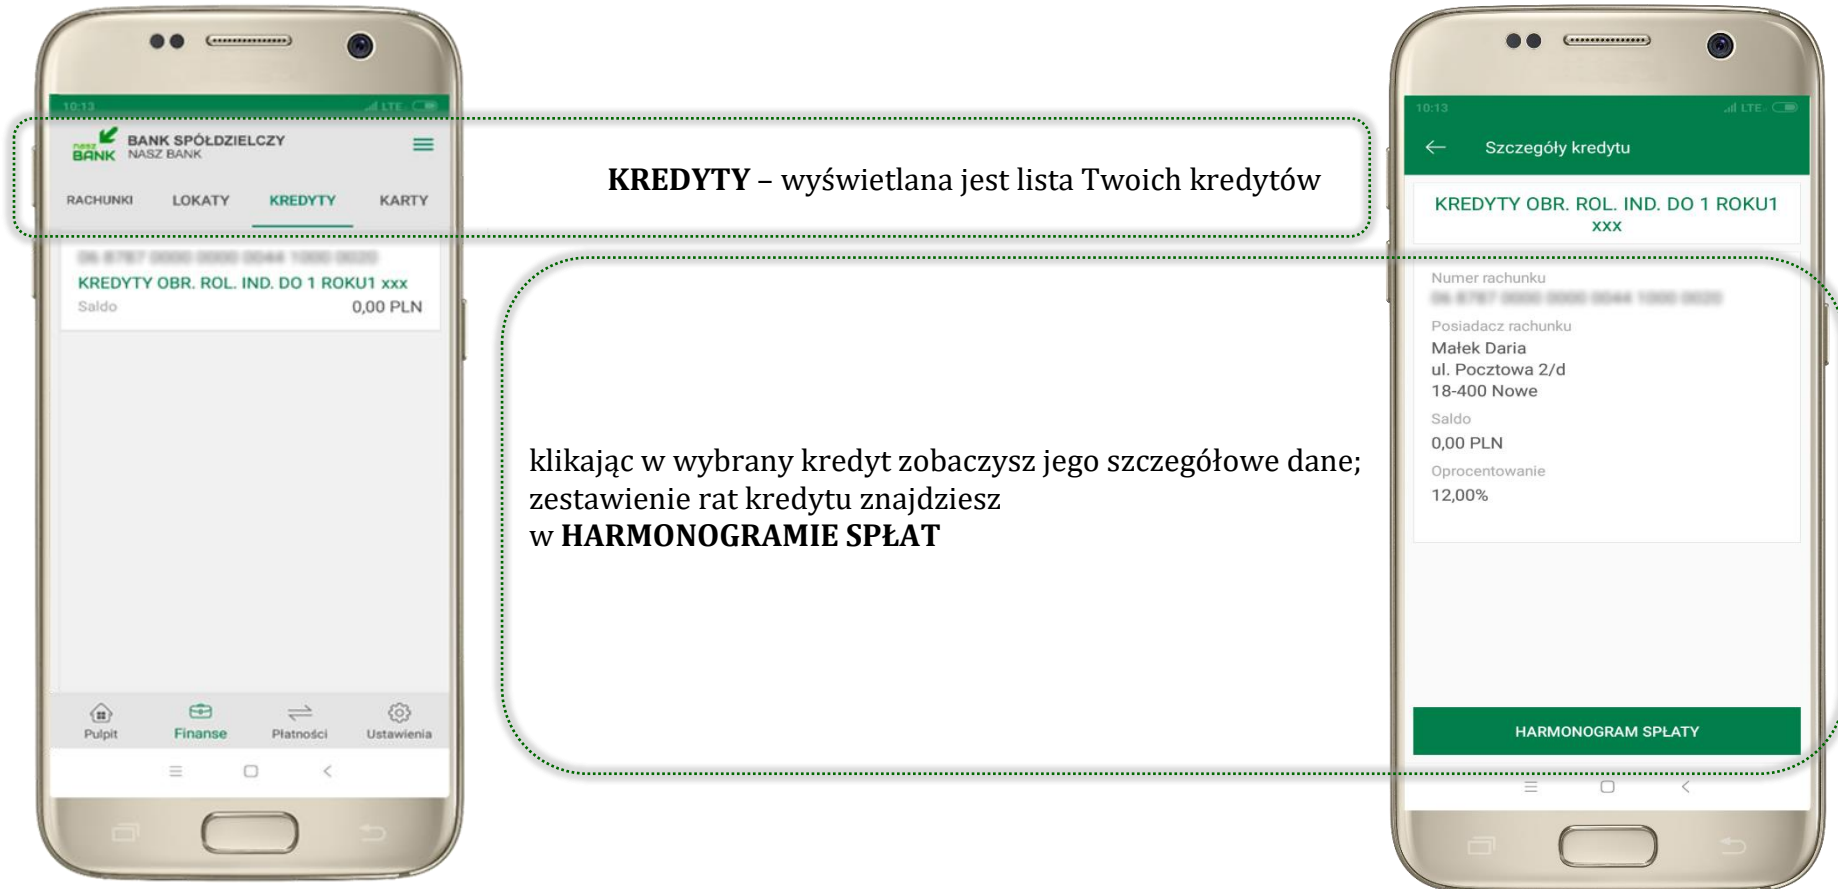 10:13
LTE
nasz
BANK
BANK SPÓŁDZIELCZY
NASZ BANK
RACHUNKI LOKATY KREDYTY KARTY
KREDYTY OBR. ROL. IND. DO 1 ROKU1 xxx
Saldo 0,00 PLN
Pulpit Finanse Płatności Ustawienia
KREDYTY – wyświetlana jest lista Twoich kredytów
klikając w wybrany kredyt zobaczysz jego szczegółowe dane;
zestawienie rat kredytu znajdziesz
w HARMONOGRAMIE SPŁAT
10:13
LTE
Szczegóły kredytu
KREDYTY OBR. ROL. IND. DO 1 ROKU1
xxx
Numer rachunku
Posiadacz rachunku
Małek Daria
ul. Pocztowa 2/d
18-400 Nowe
Saldo
0,00 PLN
Oprocentowanie
12,00%
HARMONOGRAM SPŁATY